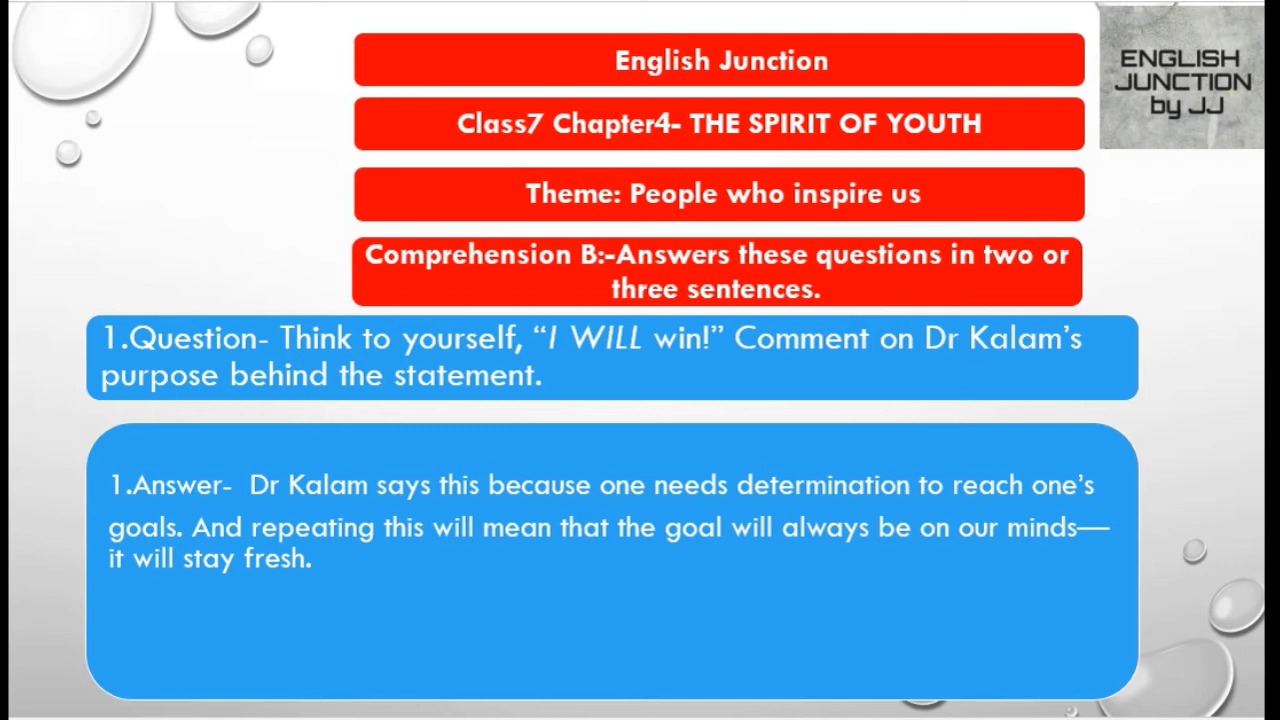 English Junction
ENGLISH
JUNCTION
by JJ
Class7 Chapter4- THE SPIRIT OF YOUTH
Theme: People who inspire us
Comprehension B:-Answers these questions in two or
three sentences.
1.Question- Think to yourself, “I WILL win!” Comment on Dr Kalam’s
purpose behind the statement.
1.Answer-  Dr Kalam says this because one needs determination to reach one’s
goals. And repeating this will mean that the goal will always be on our minds—
it will stay fresh.